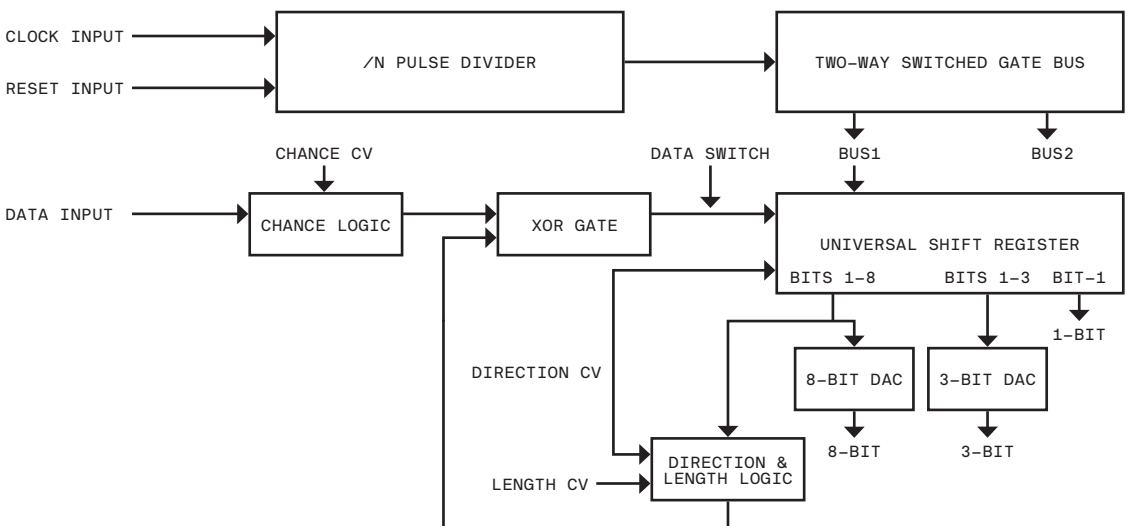 CLOCK INPUT
RESET INPUT
/N PULSE DIVIDER
TWO-WAY SWITCHED GATE BUS
CHANCE CV
DATA SWITCH
BUS1
BUS2
DATA INPUT
CHANCE LOGIC
XOR GATE
UNIVERSAL SHIFT REGISTER
BITS 1-8
BITS 1-3
BIT-1
1-BIT
DIRECTION CV
8-BIT DAC
3-BIT DAC
8-BIT
3-BIT
DIRECTION &
LENGTH LOGIC
LENGTH CV